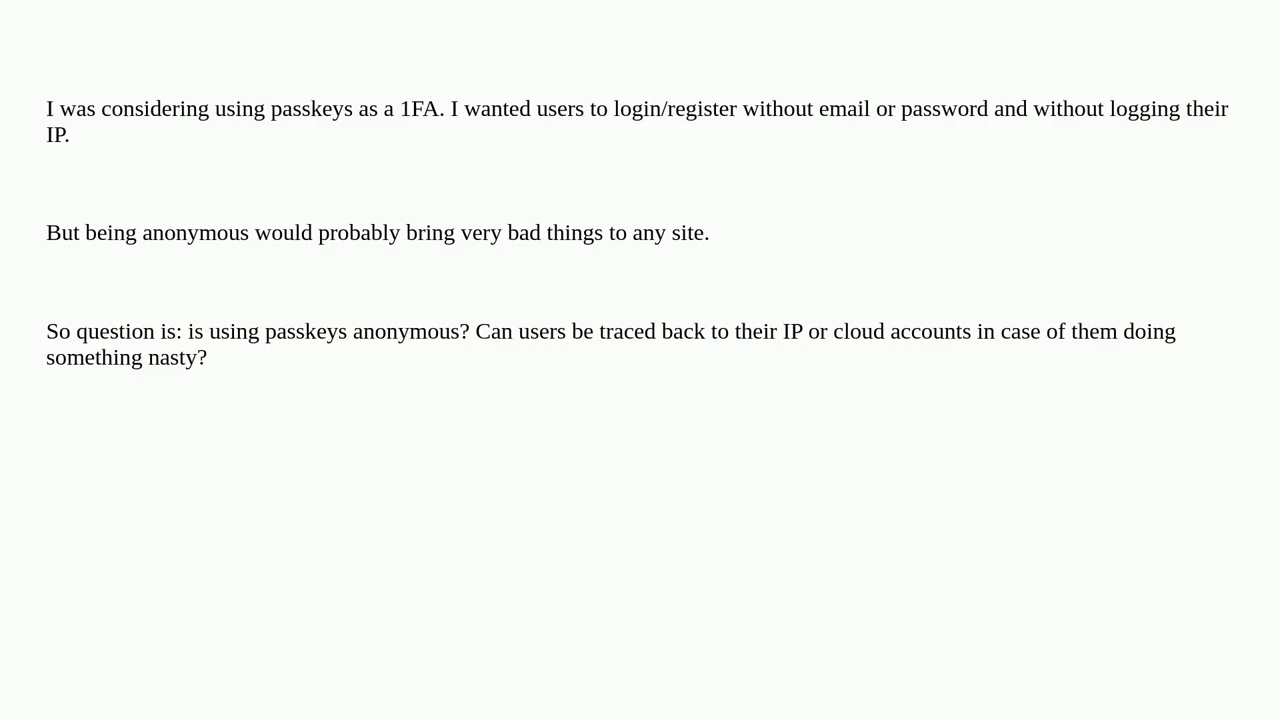 I was considering using passkeys as a 1FA. I wanted users to login/register without email or password and without logging their
IP.
But being anonymous would probably bring very bad things to any site.
So question is: is using passkeys anonymous? Can users be traced back to their IP or cloud accounts in case of them doing
something nasty?